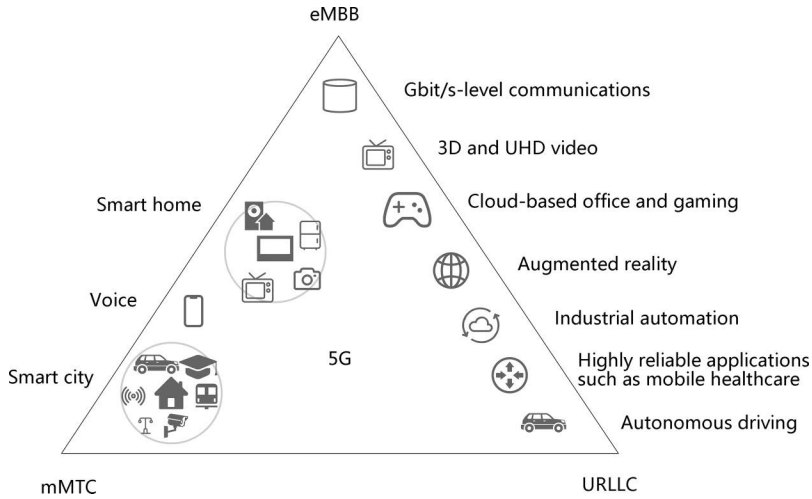 eMBB
Gbit/s-level communications
3D and UHD video
Smart home
Cloud-based office and gaming
Augmented reality
Voice
Industrial automation
5G
Highly reliable applications
such as mobile healthcare
Smart city
Autonomous driving
mMTC
URLLC